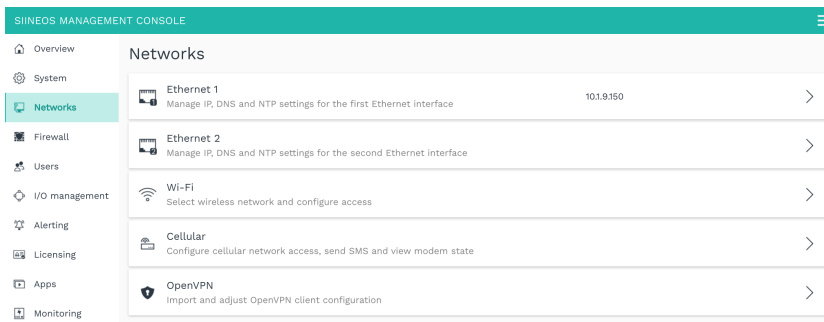 SIINEOS MANAGEMENT CONSOLE
Overview
System
Networks
Firewall
Users
I/O management
Alerting
Licensing
Apps
Monitoring
Networks
Ethernet 1
Manage IP, DNS and NTP settings for the first Ethernet interface
10.1.9.150
Ethernet 2
Manage IP, DNS and NTP settings for the second Ethernet interface
Wi-Fi
Select wireless network and configure access
Cellular
Configure cellular network access, send SMS and view modem state
OpenVPN
Import and adjust OpenVPN client configuration